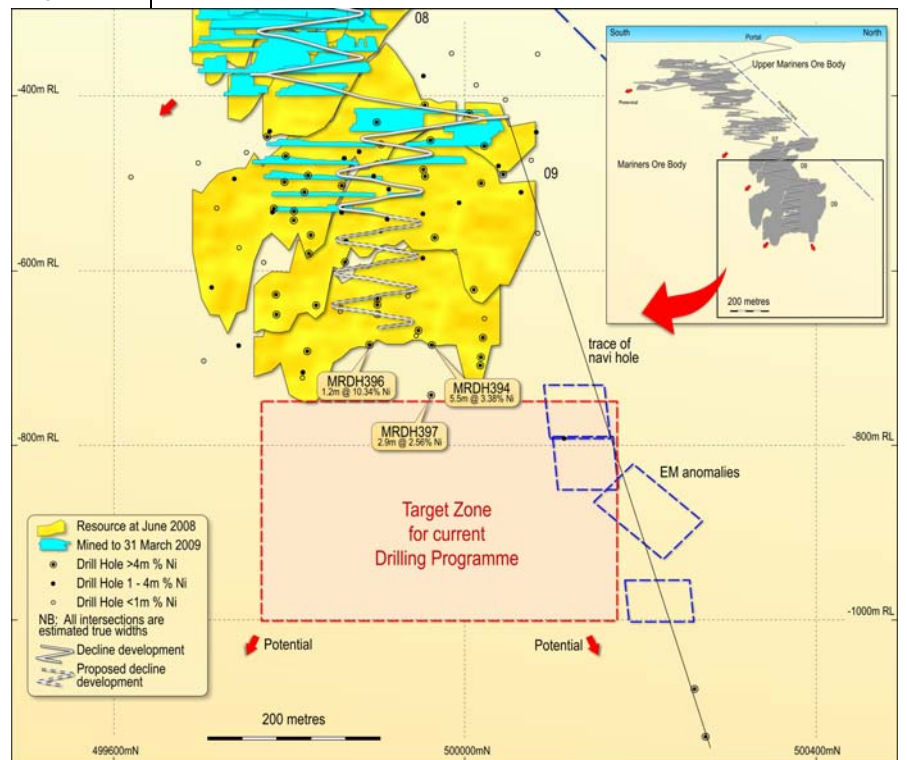 08
-400m RL
09
-600m RL
South
Portal
North
Upper Mariners Ore Body
Potential
07
Mariners Ore Body
08
09
200 metres
trace of
navi hole
MRDH396
1.2m @ 10.34% Ni
MRDH394
5.5m @ 3.38% Ni
MRDH397
2.9m @ 2.56% Ni
-800m RL
-800m RL
EM anomalies
Target Zone
for current
Drilling Programme
Resource at June 2008
Mined to 31 March 2009
Drill Hole >4m % Ni
Drill Hole 1 - 4m % Ni
Drill Hole <1m % Ni
NB: All intersections are
estimated true widths
Decline development
Proposed decline
development
-1000m RL
Potential
Potential
200 metres
499600mN
500000mN
500400mN